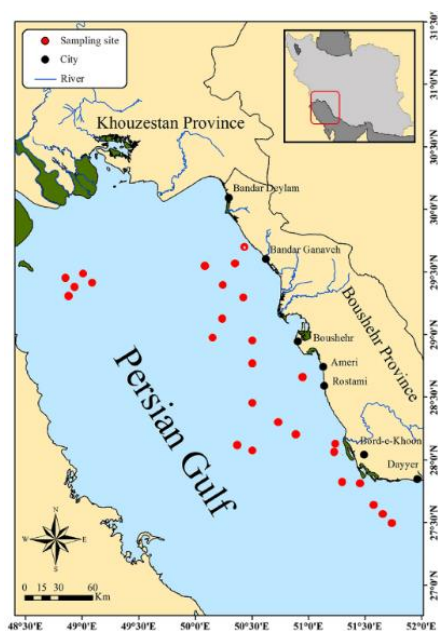 Sampling site
City
River
Khouzestan Province
Bandar Deylam
Bandar Ganaveh
Boushehr
Boushehr Province
Ameri
Rostami
Bord-e-Khoon
Dayyer
Persian Gulf
N
W
E
S
0 15 30 60
Km
31°30'N
31°0'N
30°30'N
30°0'N
29°30'N
29°0'N
28°30'N
28°0'N
27°30'N
27°0'N
48°30'E 49°0'E 49°30'E 50°0'E 50°30'E 51°0'E 51°30'E 52°0'E